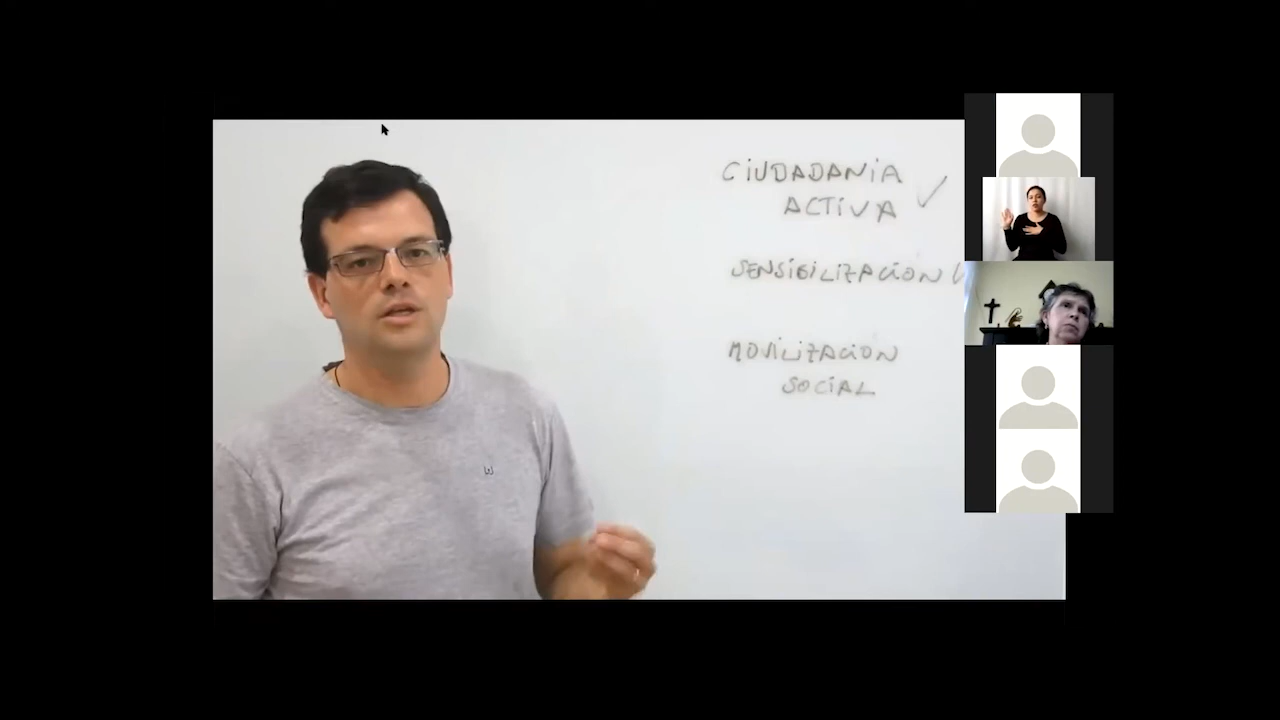 CIUDADANIA
ACTIVA
SENSIBILIZACIÓN
MOVILIZACIÓN
SOCIAL